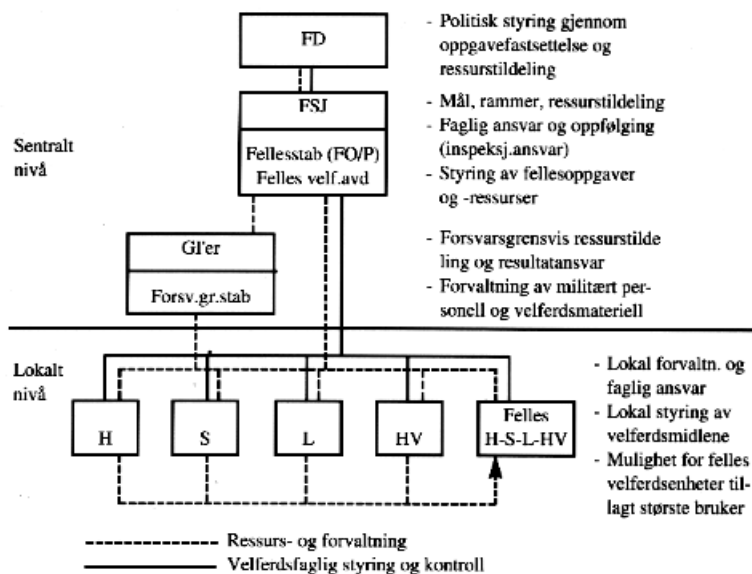 FD
- Politisk styring gjennom
oppgavefastsettelse og
ressurstildeling
Sentralt
nivå
FSJ
Fellesstab (FO/P)
Felles velf.avd
- Mål, rammer, ressurstildeling
- Faglig ansvar og oppfølging
(inspeksj.ansvar)
- Styring av fellesoppgaver
og -ressurser
GI'er
Forsv.gr.stab
- Forsvarsgrensvis ressurstilde
ling og resultatansvar
- Forvaltning av militært per-
sonell og velferdsmateriell
Lokalt
nivå
H
S
L
HV
Felles
H-S-L-HV
- Lokal forvaltn. og
faglig ansvar
- Lokal styring av
velferdsmidlene
- Mulighet for felles
velferdsenheter til-
lagt største bruker
Ressurs- og forvaltning
Velferdsfaglig styring og kontroll